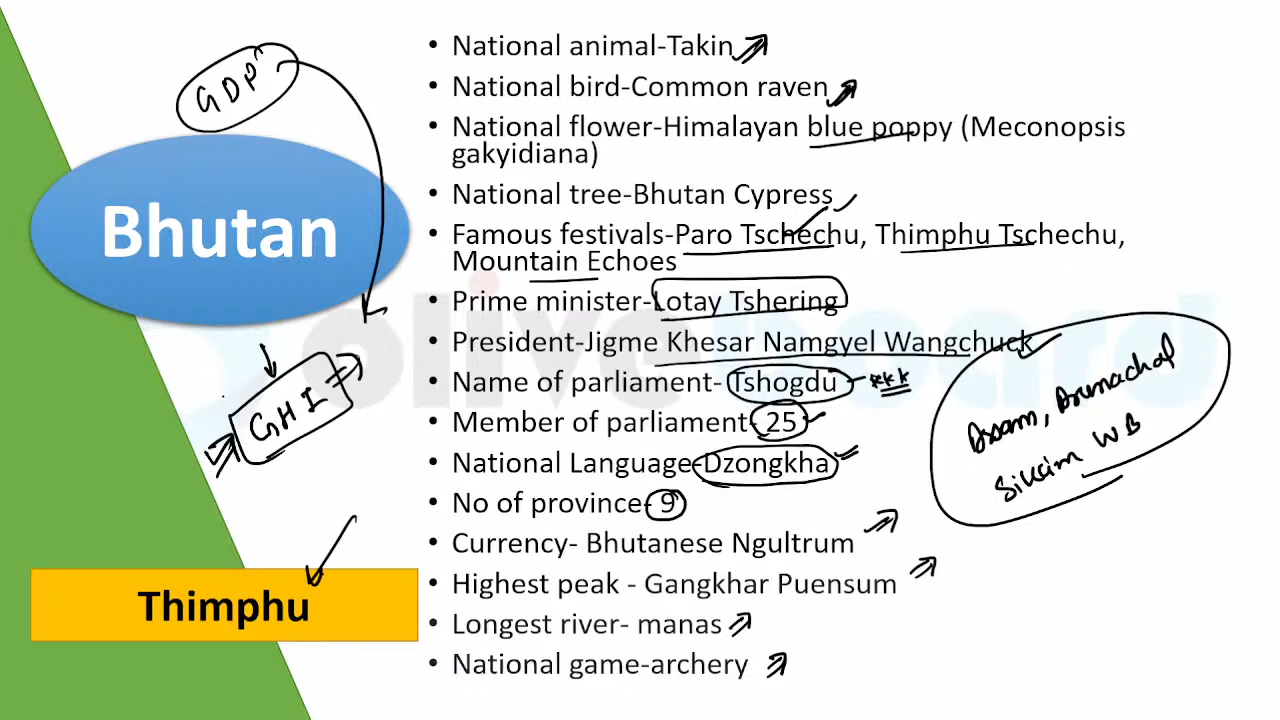 GDP
Bhutan
GHI
Thimphu
• National animal-Takin
• National bird-Common raven
• National flower-Himalayan blue poppy (Meconopsis
gakyidiana)
• National tree-Bhutan Cypress
• Famous festivals-Paro Tschechu, Thimphu Tschechu,
Mountain Echoes
• Prime minister-Lotay Tshering
• President-Jigme Khesar Namgyel Wangchuck
• Name of parliament- Tshogdu
• Member of parliament- 25
• National Language-Dzongkha
• No of province- 9
• Currency- Bhutanese Ngultrum
• Highest peak - Gangkhar Puensum
• Longest river- manas
• National game-archery
Assam, Arunachal
Sikkim WB
oliveboard